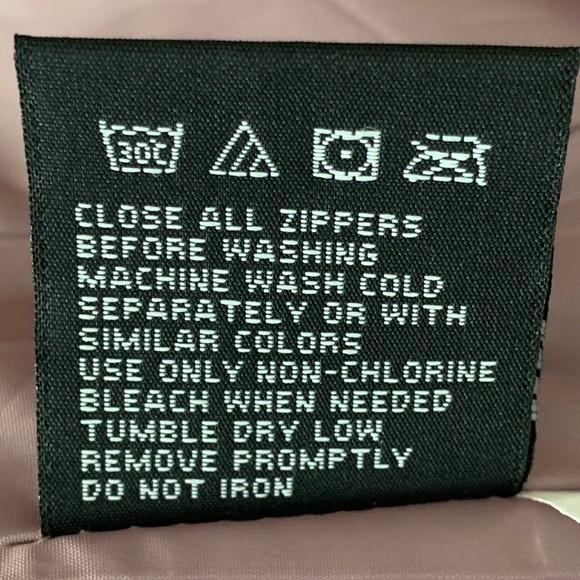 30C
CLOSE ALL ZIPPERS
BEFORE WASHING
MACHINE WASH COLD
SEPARATELY OR WITH
SIMILAR COLORS
USE ONLY NON-CHLORINE
BLEACH WHEN NEEDED
TUMBLE DRY LOW
REMOVE PROMPTLY
DO NOT IRON